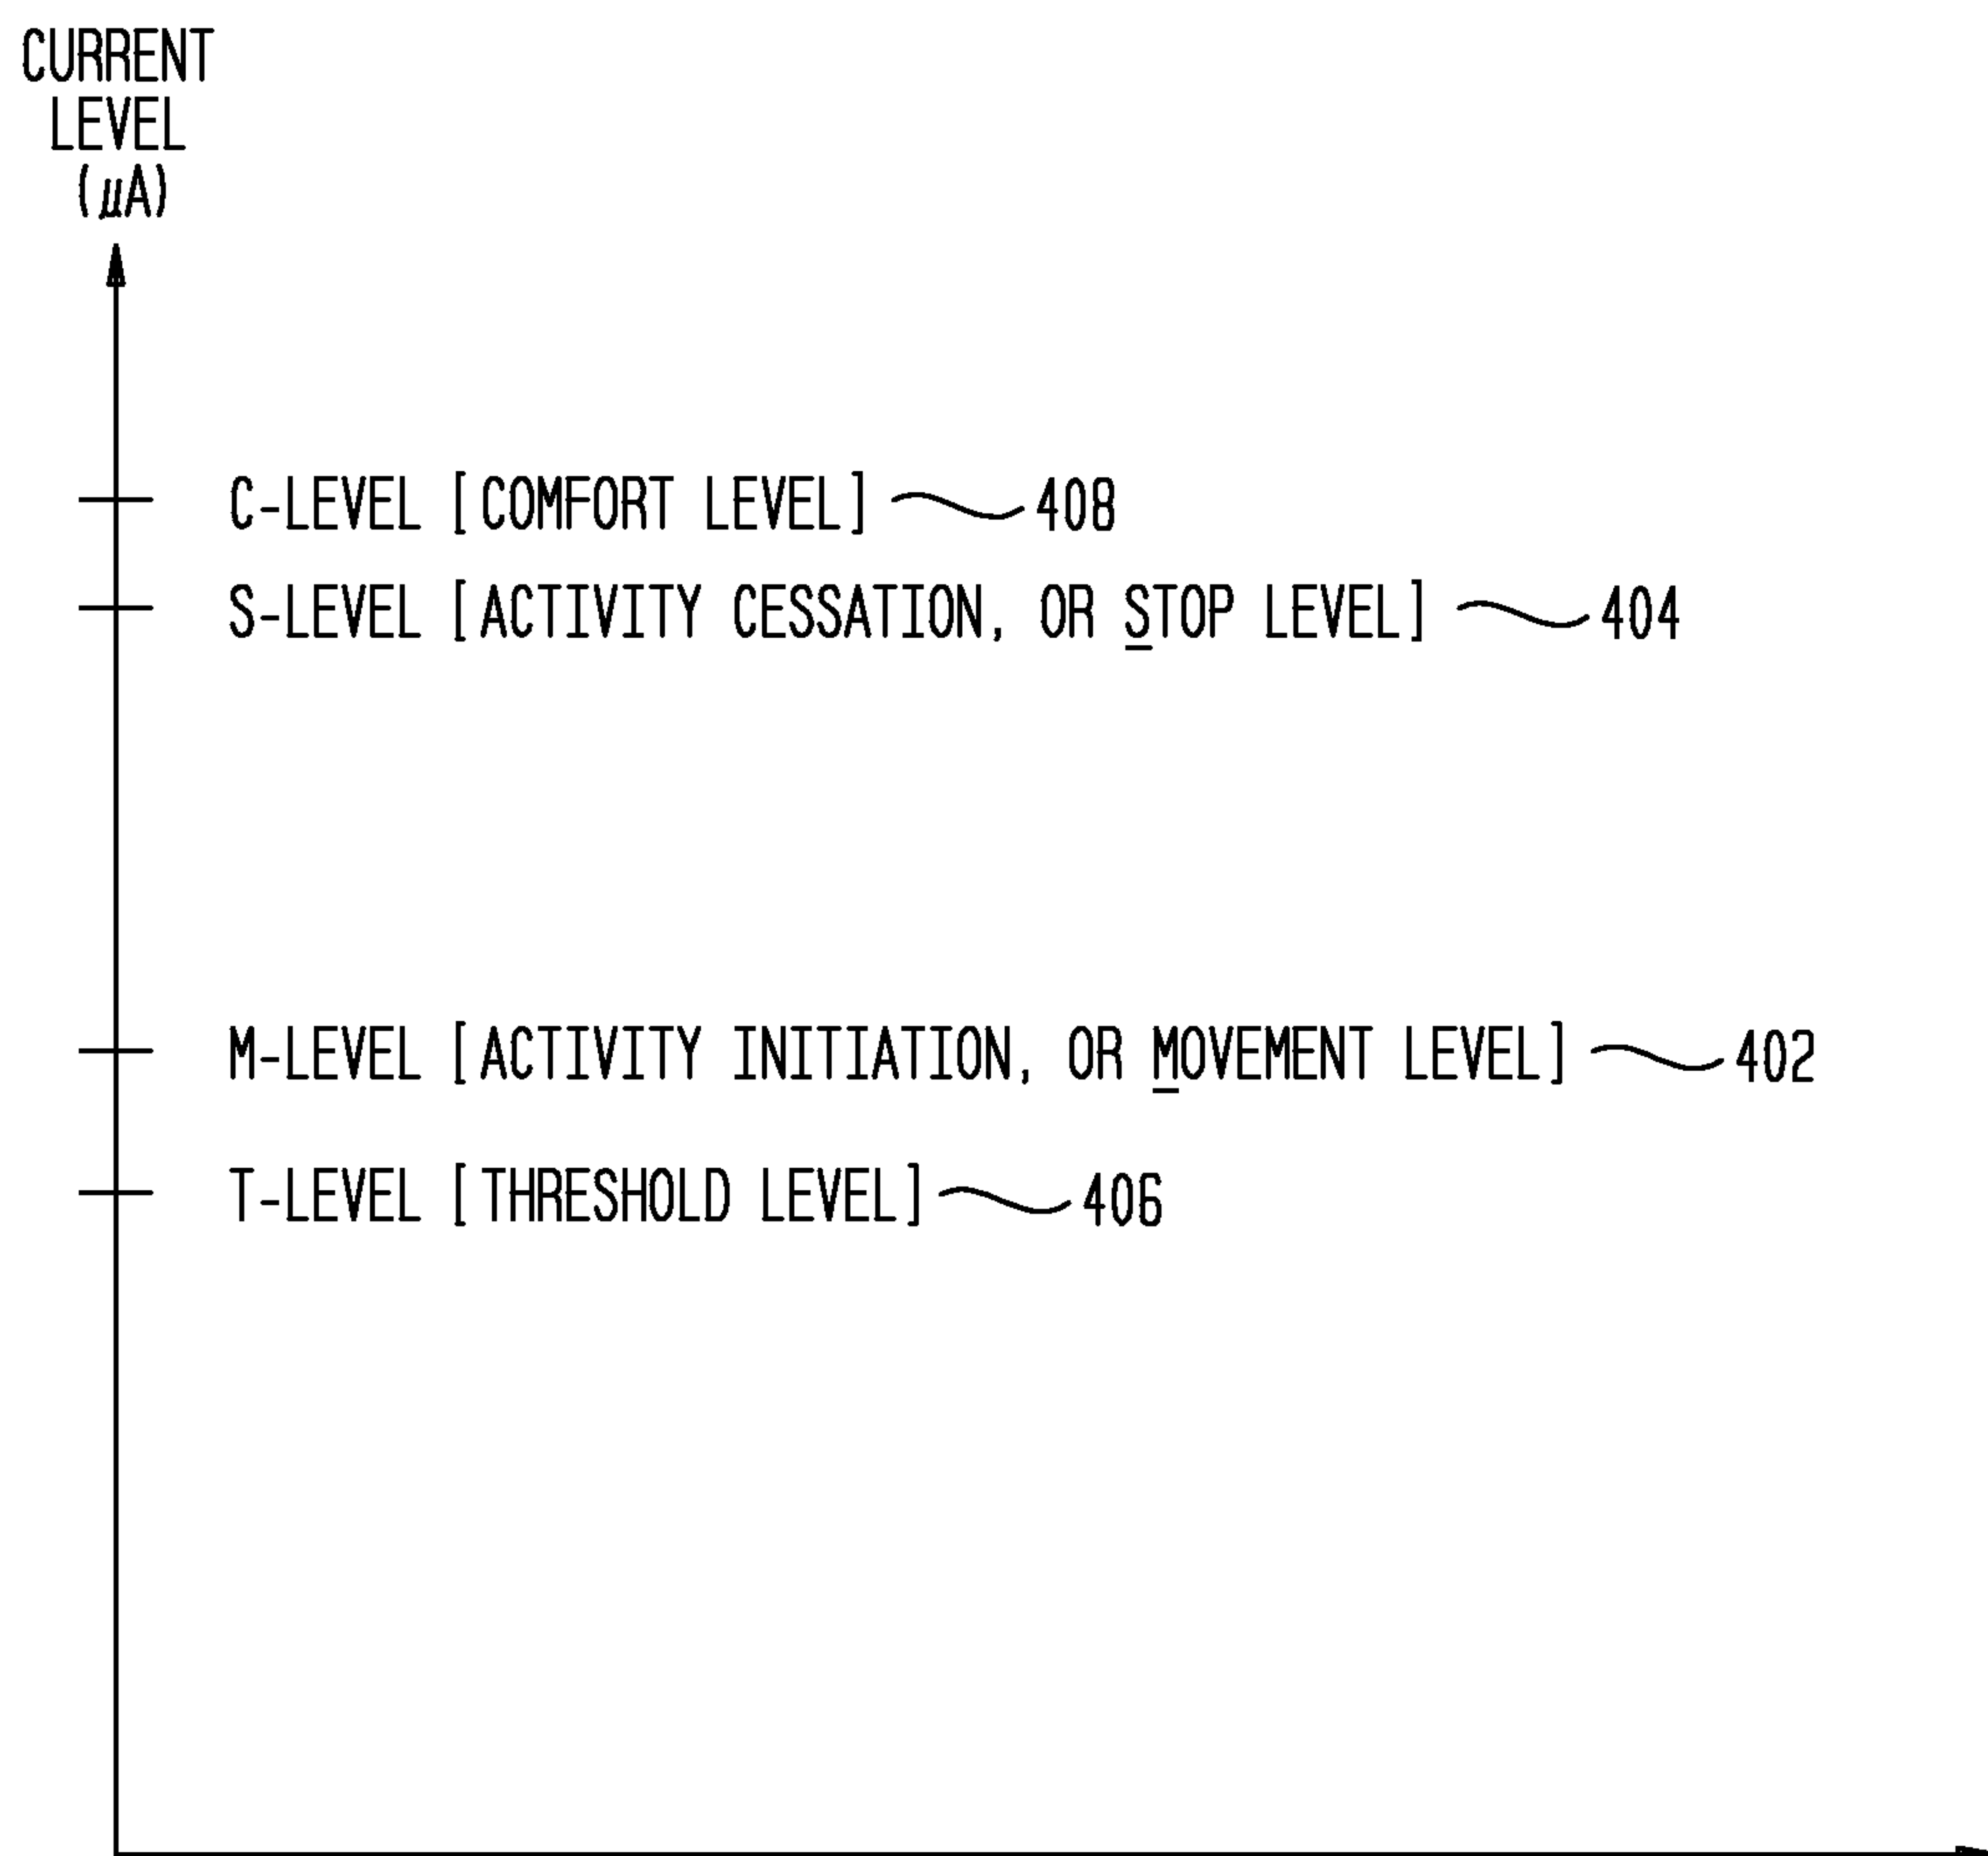 CURRENT
LEVEL
(µA)
C-LEVEL [COMFORT LEVEL] 408
S-LEVEL [ACTIVITY CESSATION, OR STOP LEVEL] 404
M-LEVEL [ACTIVITY INITIATION, OR MOVEMENT LEVEL] 402
T-LEVEL [THRESHOLD LEVEL] 406